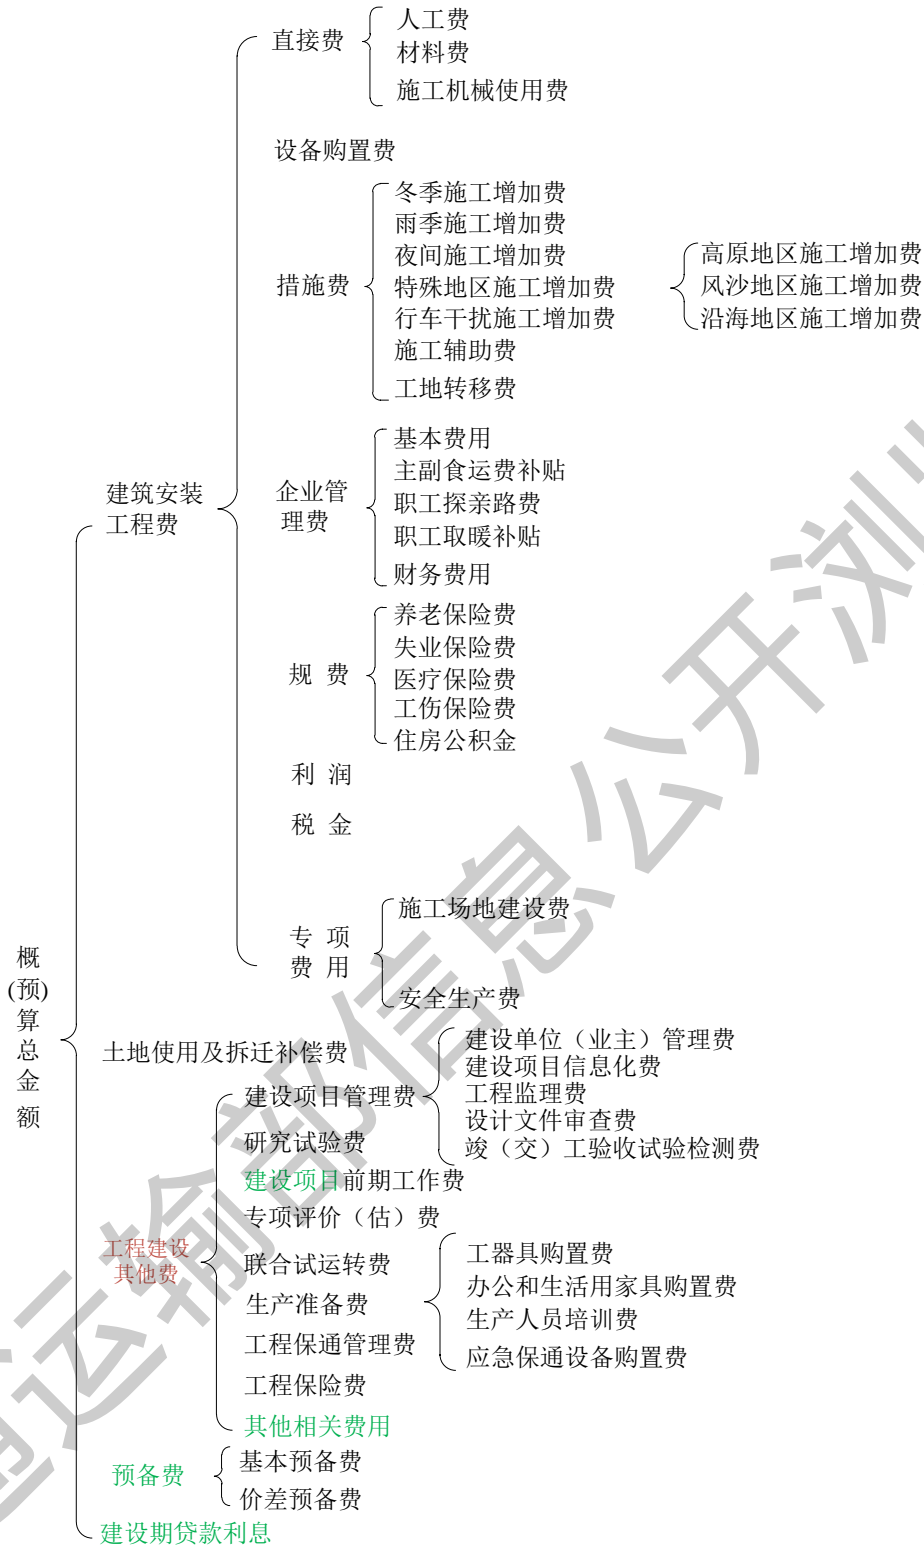 直接费
人工费
材料费
施工机械使用费
设备购置费
措施费
冬季施工增加费
雨季施工增加费
夜间施工增加费
特殊地区施工增加费
高原地区施工增加费
风沙地区施工增加费
沿海地区施工增加费
行车干扰施工增加费
施工辅助费
工地转移费
建筑安装
工程费
企业管
理费
基本费用
主副食运费补贴
职工探亲路费
职工取暖补贴
财务费用
规 费
养老保险费
失业保险费
医疗保险费
工伤保险费
住房公积金
利 润
税 金
专 项
费 用
施工场地建设费
安全生产费
概
(预)
算
总
金
额
土地使用及拆迁补偿费
工程建设
其他费
建设项目管理费
建设单位（业主）管理费
建设项目信息化费
工程监理费
设计文件审查费
竣（交）工验收试验检测费
研究试验费
建设项目前期工作费
专项评价（估）费
联合试运转费
生产准备费
工器具购置费
办公和生活用家具购置费
生产人员培训费
应急保通设备购置费
工程保通管理费
工程保险费
其他相关费用
预备费
基本预备费
价差预备费
建设期贷款利息
通运输部信息公开浏